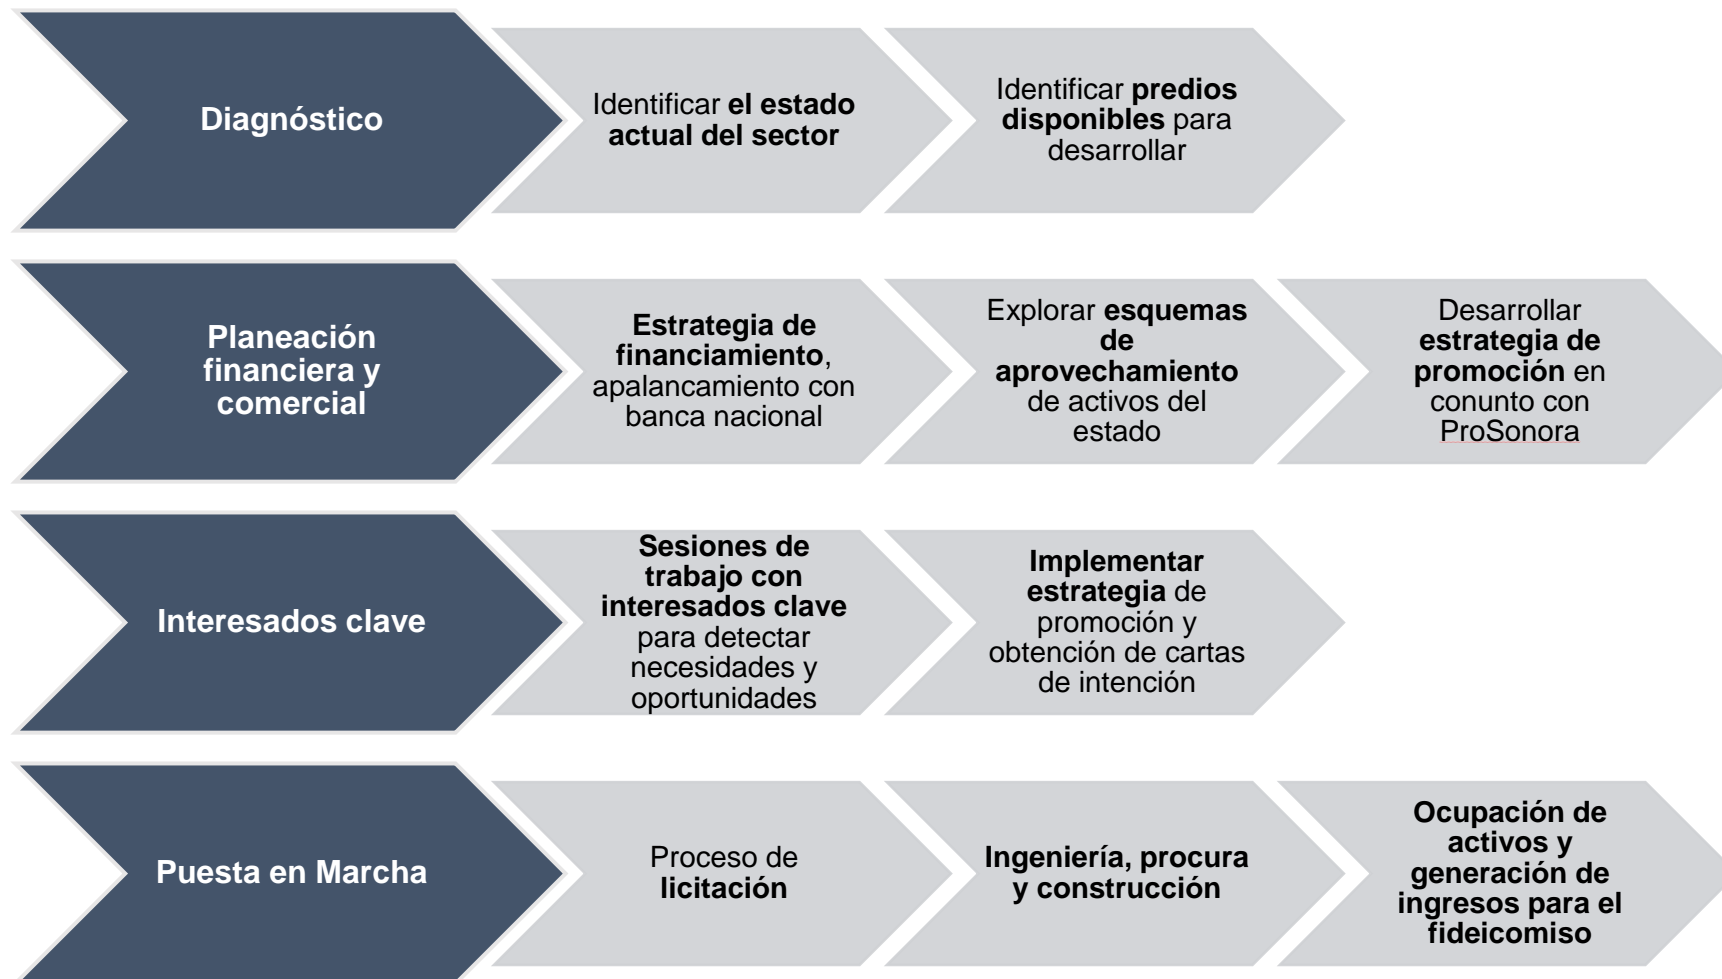 Diagnóstico
Identificar el estado
actual del sector
Identificar predios
disponibles para
desarrollar
Planeación
financiera y
comercial
Estrategia de
financiamiento,
apalancamiento con
banca nacional
Explorar esquemas
de
aprovechamiento
de activos del
estado
Desarrollar
estrategia de
promoción en
conunto con
ProSonora
Interesados clave
Sesiones de
trabajo con
interesados clave
para detectar
necesidades y
oportunidades
Implementar
estrategia de
promoción y
obtención de cartas
de intención
Puesta en Marcha
Proceso de
licitación
Ingeniería, procura
y construcción
Ocupación de
activos y
generación de
ingresos para el
fideicomiso